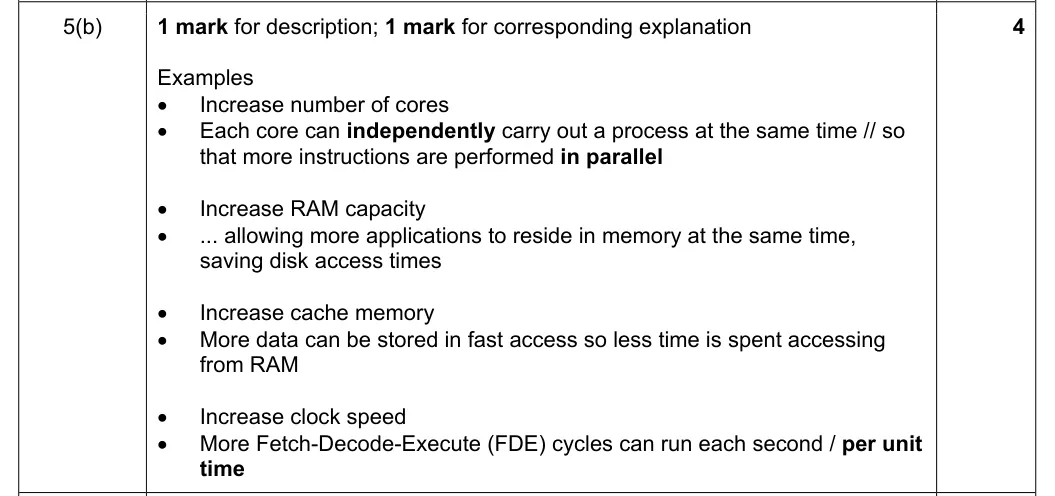 5(b)
1 mark for description; 1 mark for corresponding explanation
4
Examples
• Increase number of cores
• Each core can independently carry out a process at the same time // so
that more instructions are performed in parallel
• Increase RAM capacity
• ... allowing more applications to reside in memory at the same time,
saving disk access times
• Increase cache memory
• More data can be stored in fast access so less time is spent accessing
from RAM
• Increase clock speed
• More Fetch-Decode-Execute (FDE) cycles can run each second / per unit
time